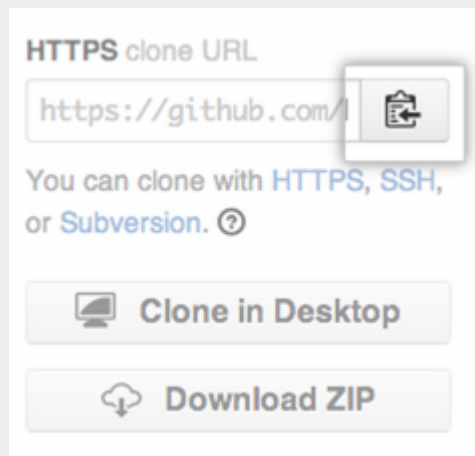 HTTPS clone URL
https://github.com/
You can clone with HTTPS, SSH,
or Subversion.
Clone in Desktop
Download ZIP